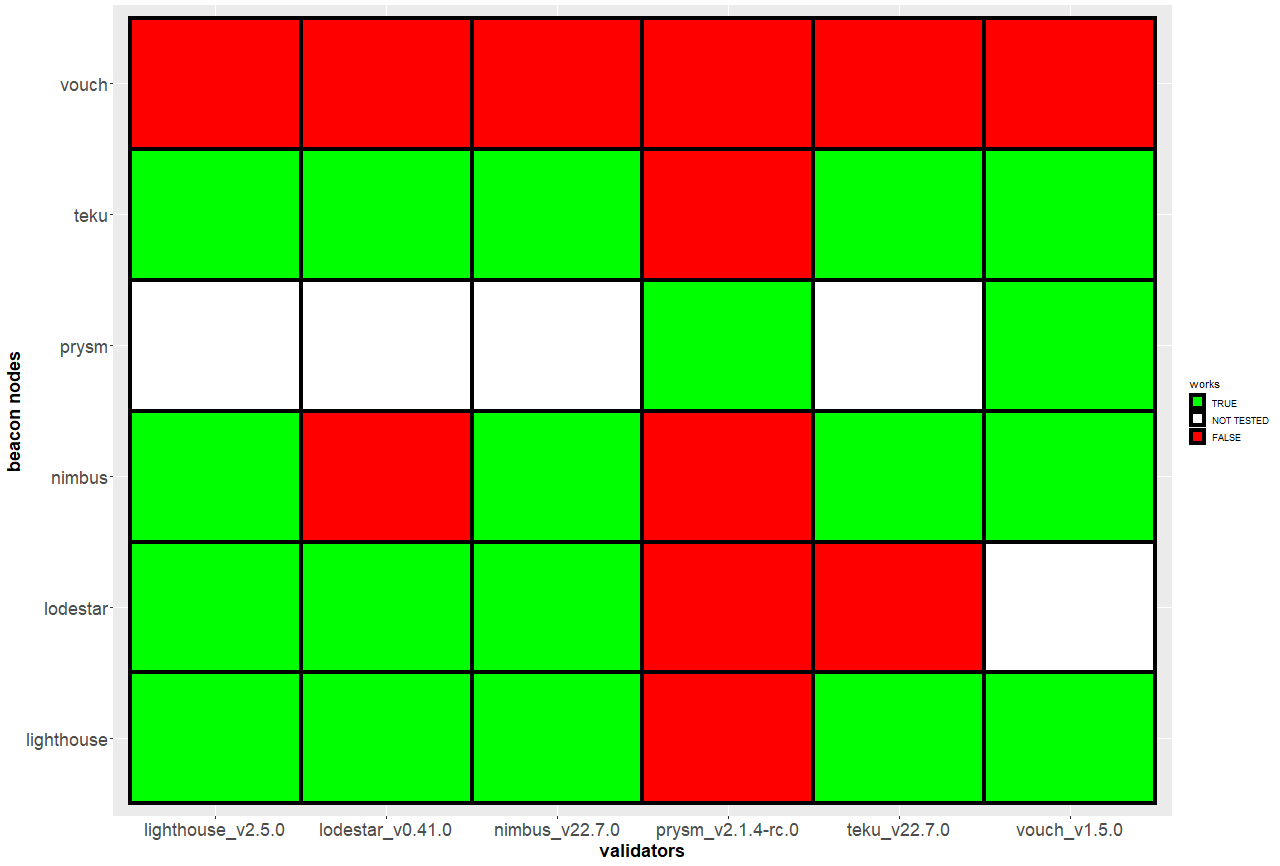 vouch
teku
prysm
nimbus
lodestar
lighthouse
beacon nodes
lighthouse_v2.5.0 lodestar_v0.41.0 nimbus_v22.7.0 prysm_v2.1.4-rc.0 teku_v22.7.0 vouch_v1.5.0
validators
works
TRUE
NOT TESTED
FALSE